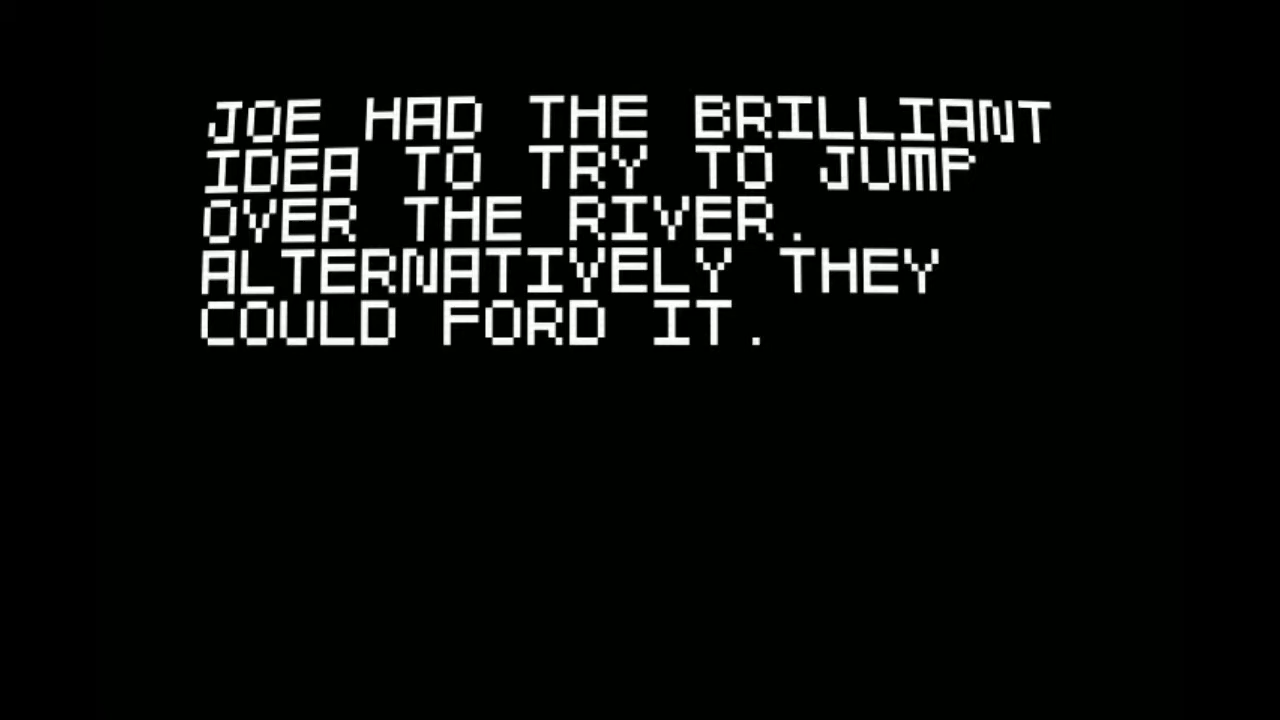 JOE HAD THE BRILLIANT
IDEA TO TRY TO JUMP
OVER THE RIVER.
ALTERNATIVELY THEY
COULD FORD IT.